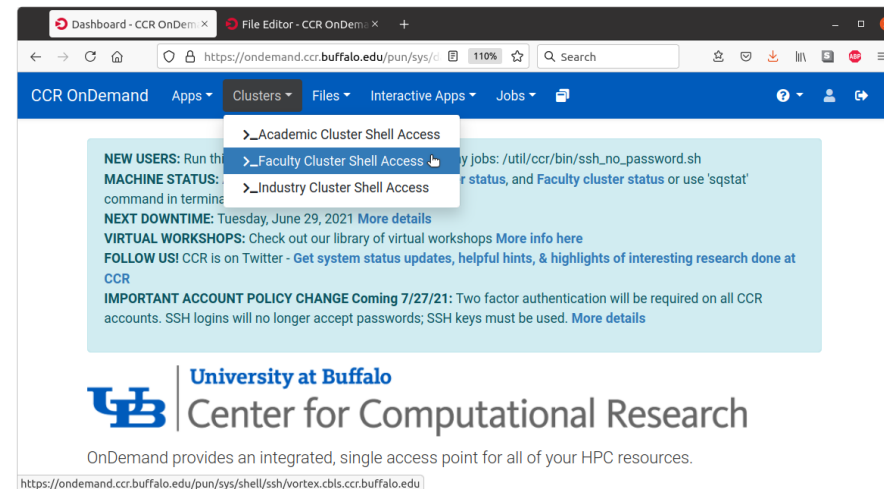 Dashboard - CCR OnDem
File Editor - CCR OnDema
https://ondemand.ccr.buffalo.edu/pun/sys/d
110%
Search
CCR OnDemand Apps Clusters Files Interactive Apps Jobs
>_Academic Cluster Shell Access
>_Faculty Cluster Shell Access
>_Industry Cluster Shell Access
NEW USERS: Run thi y jobs: /util/ccr/bin/ssh_no_password.sh
MACHINE STATUS: r status, and Faculty cluster status or use 'sqstat'
command in termina
NEXT DOWNTIME: Tuesday, June 29, 2021 More details
VIRTUAL WORKSHOPS: Check out our library of virtual workshops More info here
FOLLOW US! CCR is on Twitter - Get system status updates, helpful hints, & highlights of interesting research done at
CCR
IMPORTANT ACCOUNT POLICY CHANGE Coming 7/27/21: Two factor authentication will be required on all CCR
accounts. SSH logins will no longer accept passwords; SSH keys must be used. More details
UB
University at Buffalo
Center for Computational Research
OnDemand provides an integrated, single access point for all of your HPC resources.
https://ondemand.ccr.buffalo.edu/pun/sys/shell/ssh/vortex.cbls.ccr.buffalo.edu